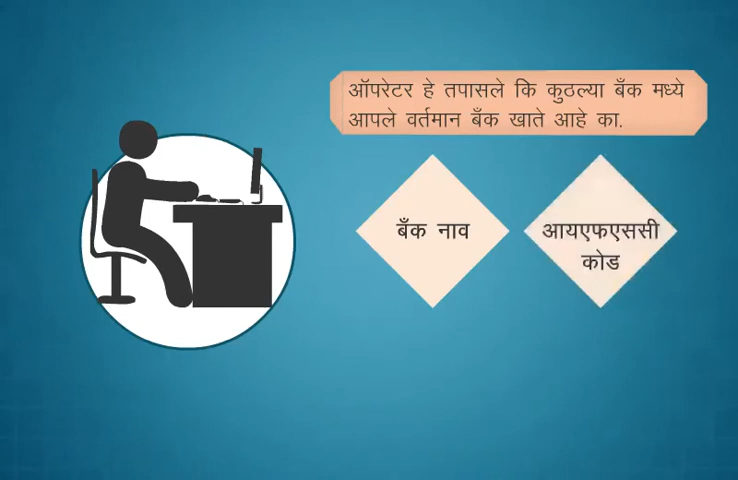 ऑपरेटर हे तपासले कि कुठल्या बँक मध्ये
आपले वर्तमान बँक खाते आहे का.
बँक नाव
आयएफएससी
कोड